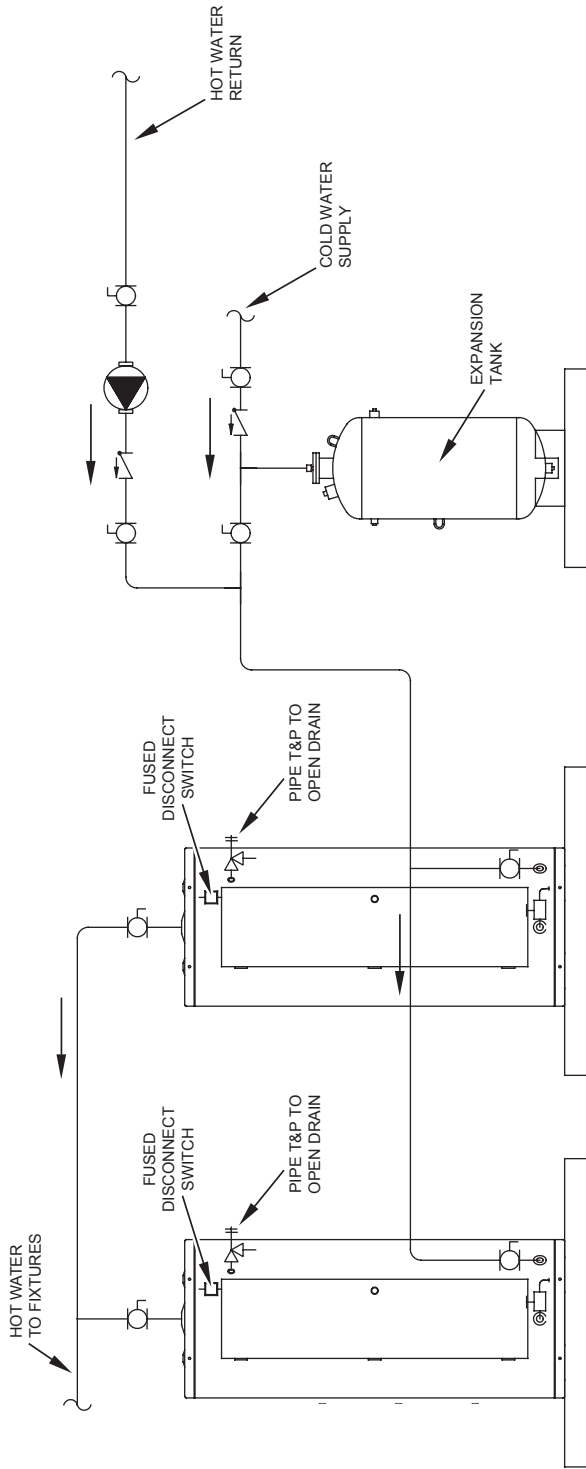 HOT WATER
TO FIXTURES
FUSED
DISCONNECT
SWITCH
PIPE T&P TO
OPEN DRAIN
FUSED
DISCONNECT
SWITCH
PIPE T&P TO
OPEN DRAIN
HOT WATER
RETURN
COLD WATER
SUPPLY
EXPANSION
TANK